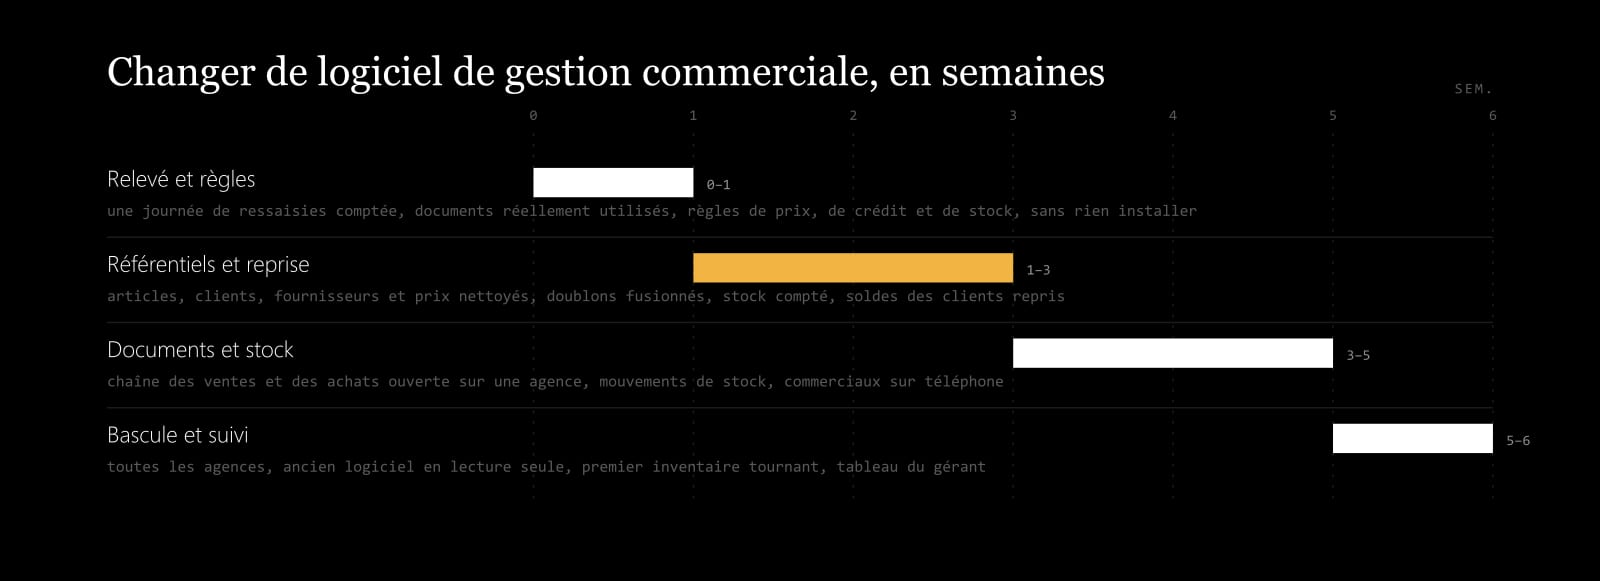 Changer de logiciel de gestion commerciale, en semaines
SEM.
0 1 2 3 4 5 6
Relevé et règles
0–1
une journée de ressaisies comptée, documents réellement utilisés, règles de prix, de crédit et de stock, sans rien installer
Référentiels et reprise
1–3
articles, clients, fournisseurs et prix nettoyés, doublons fusionnés, stock compté, soldes des clients repris
Documents et stock
3–5
chaîne des ventes et des achats ouverte sur une agence, mouvements de stock, commerciaux sur téléphone
Bascule et suivi
5–6
toutes les agences, ancien logiciel en lecture seule, premier inventaire tournant, tableau du gérant